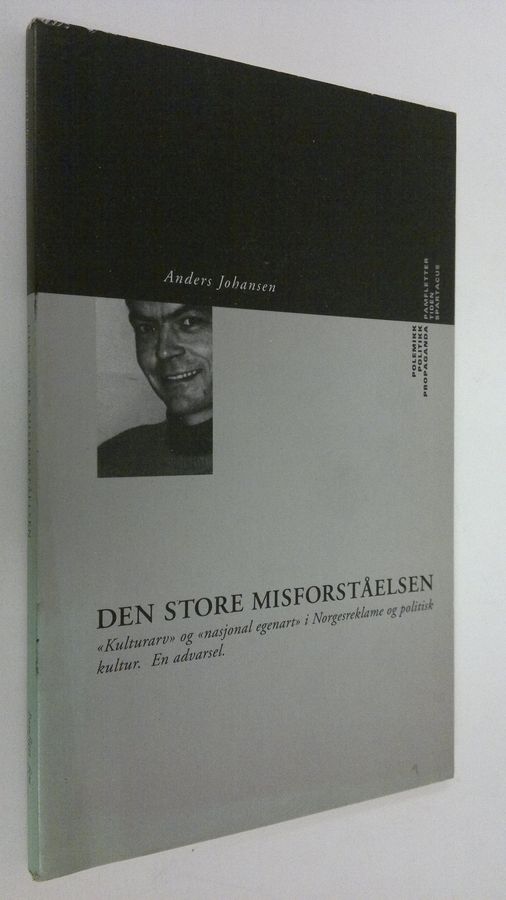 Anders Johansen
POLEMIKK
POLITIKK
PROPAGANDA
PAMFLETTER
TIDEN
SPARTACUS
DEN STORE MISFORSTÅELSEN
«Kulturarv» og «nasjonal egenart» i Norgesreklame og politisk
kultur. En advarsel.